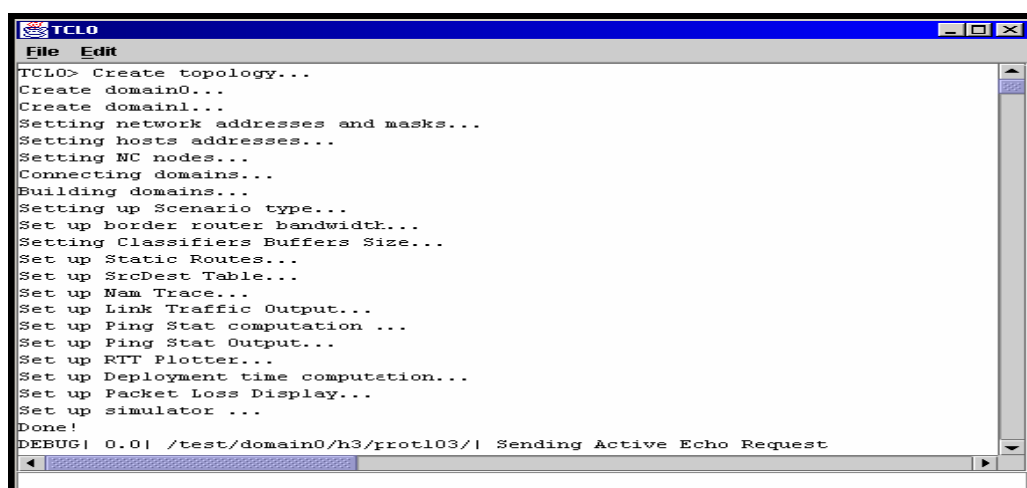 TCL0
File Edit
TCL0> Create topology...
Create domain0...
Create domain1...
Setting network addresses and masks...
Setting hosts addresses...
Setting NC nodes...
Connecting domains...
Building domains...
Setting up Scenario type...
Set up border router bandwidth...
Setting Classifiers Buffers Size...
Set up Static Routes...
Set up SrcDest Table...
Set up Nam Trace...
Set up Link Traffic Output...
Set up Ping Stat computation ...
Set up Ping Stat Output...
Set up RTT Plotter...
Set up Deployment time computation...
Set up Packet Loss Display...
Set up simulator ...
Done!
DEBUG| 0.0| /test/domain0/h3/prot103/| Sending Active Echo Request